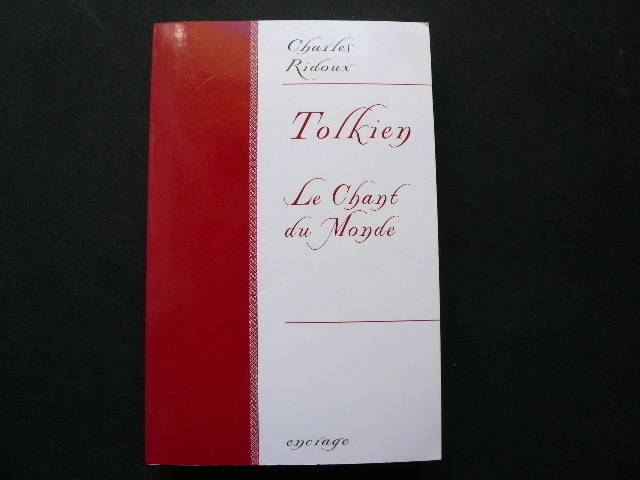 Charles
Ridoux
Tolkien
Le Chant
du Monde
encrage